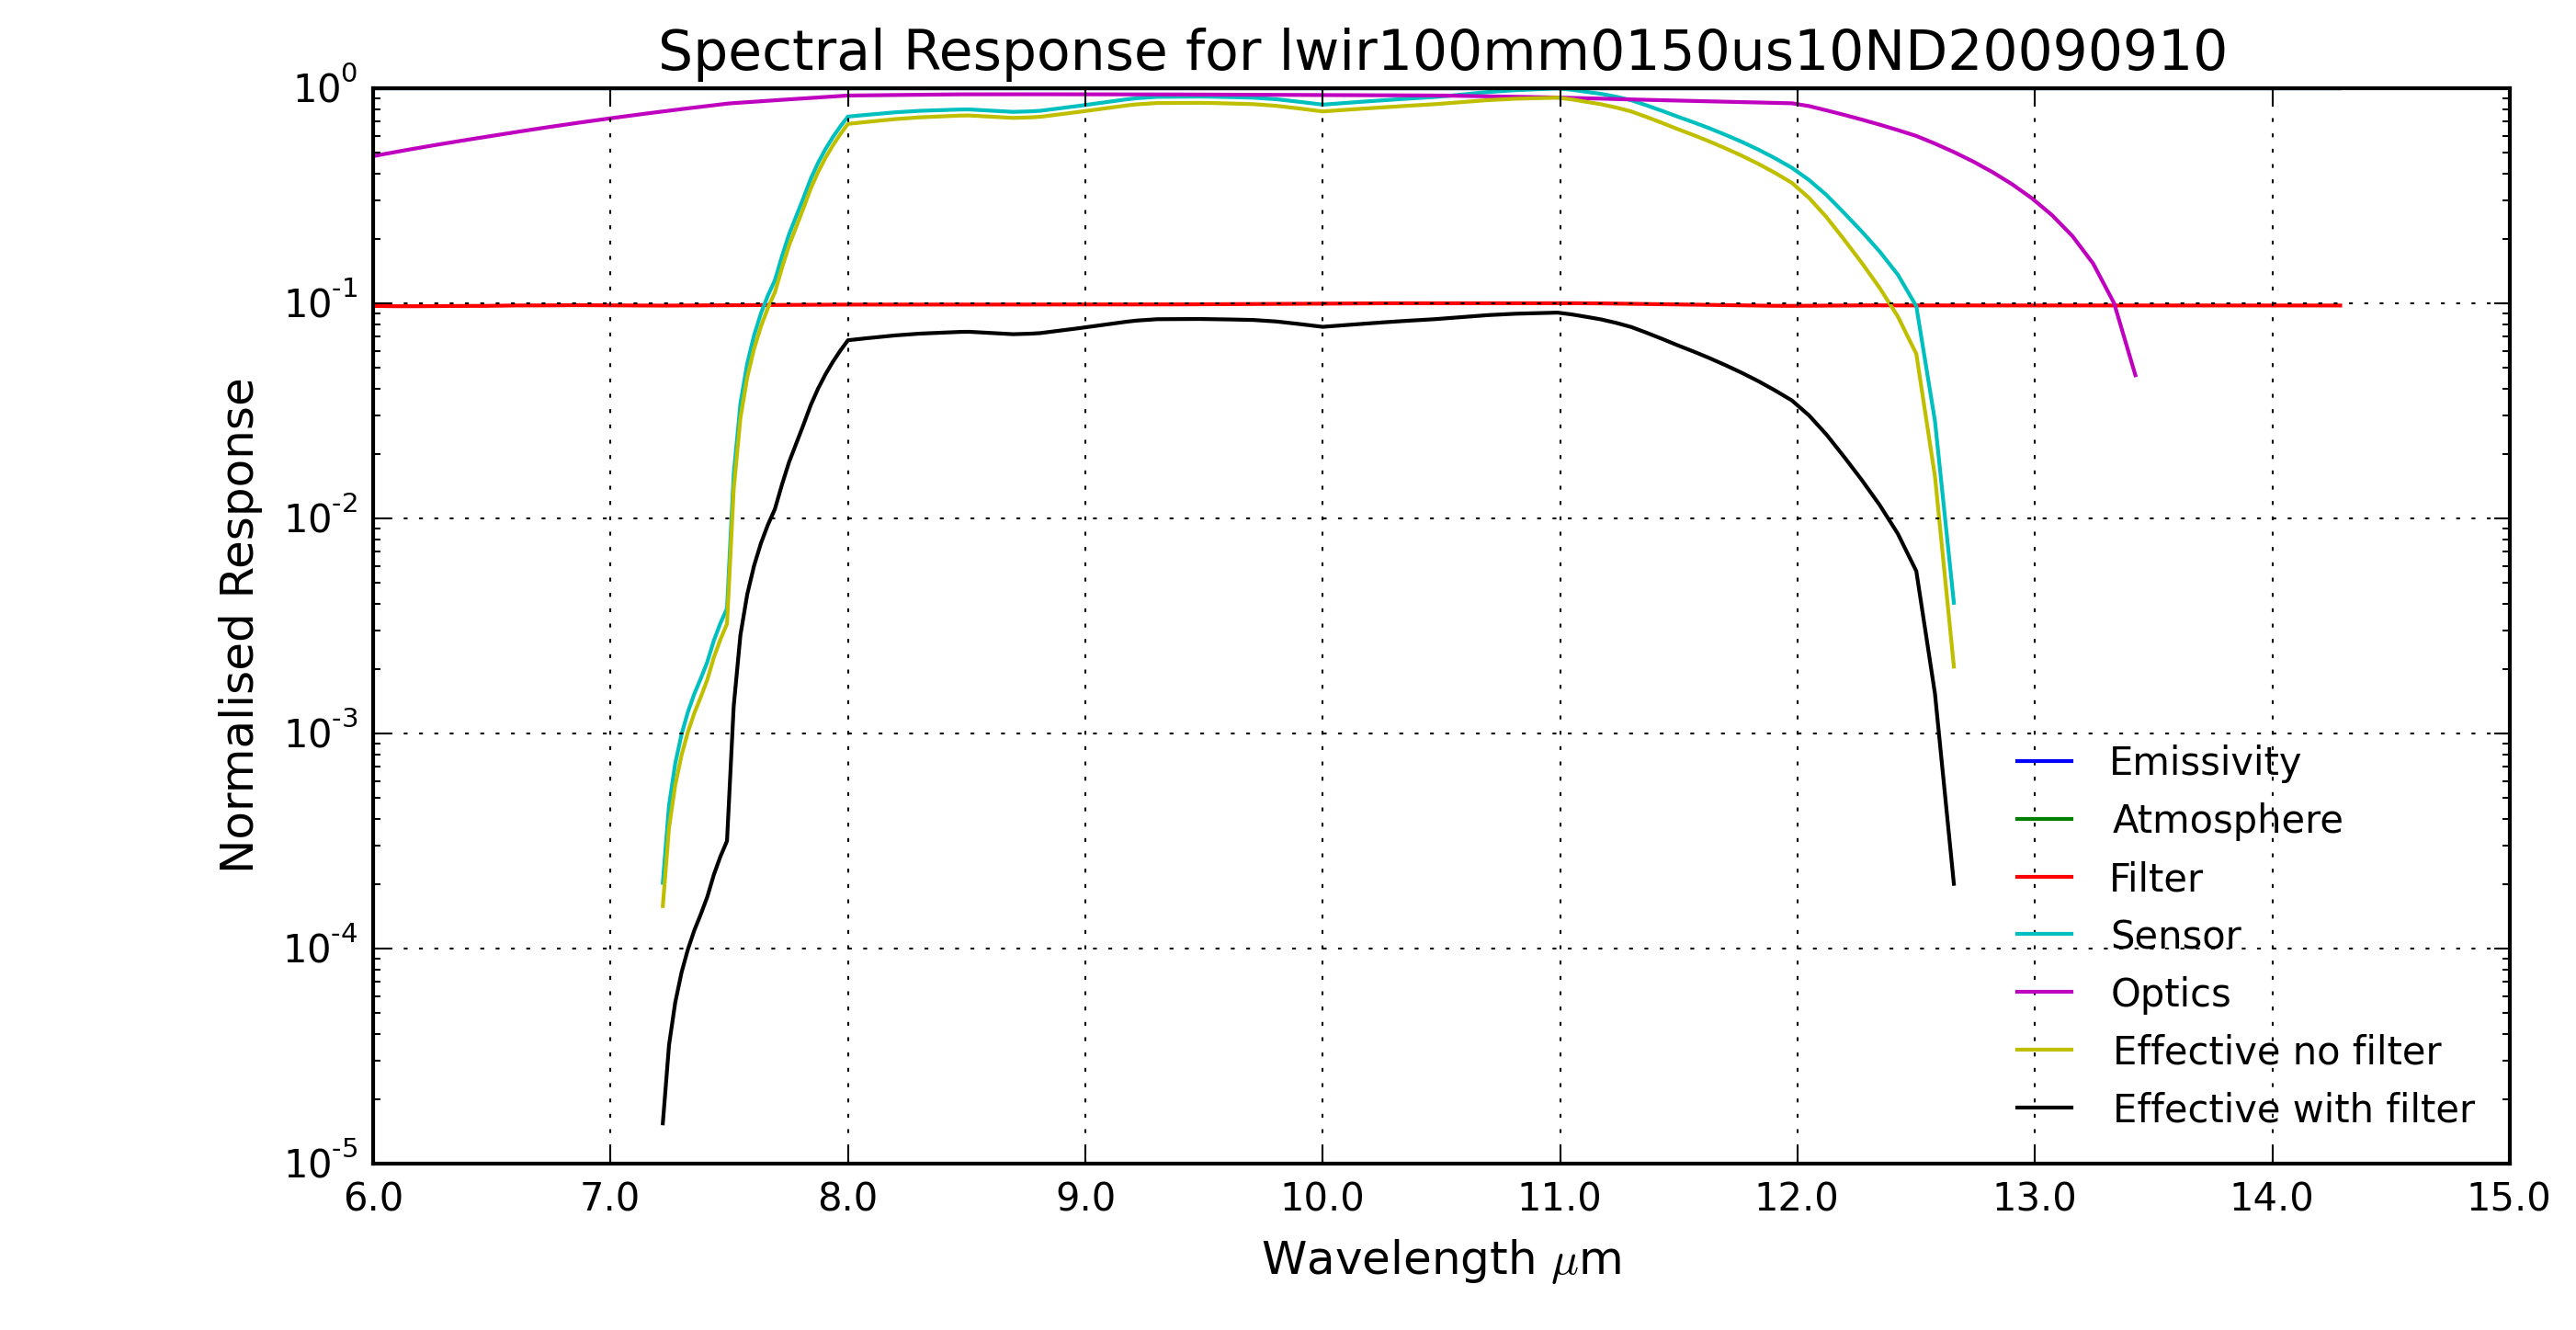 Spectral Response for lwir100mm0150us10ND20090910
10^0
10^-1
10^-2
10^-3
10^-4
10^-5
Normalised Response
Emissivity
Atmosphere
Filter
Sensor
Optics
Effective no filter
Effective with filter
6.0 7.0 8.0 9.0 10.0 11.0 12.0 13.0 14.0 15.0
Wavelength μm